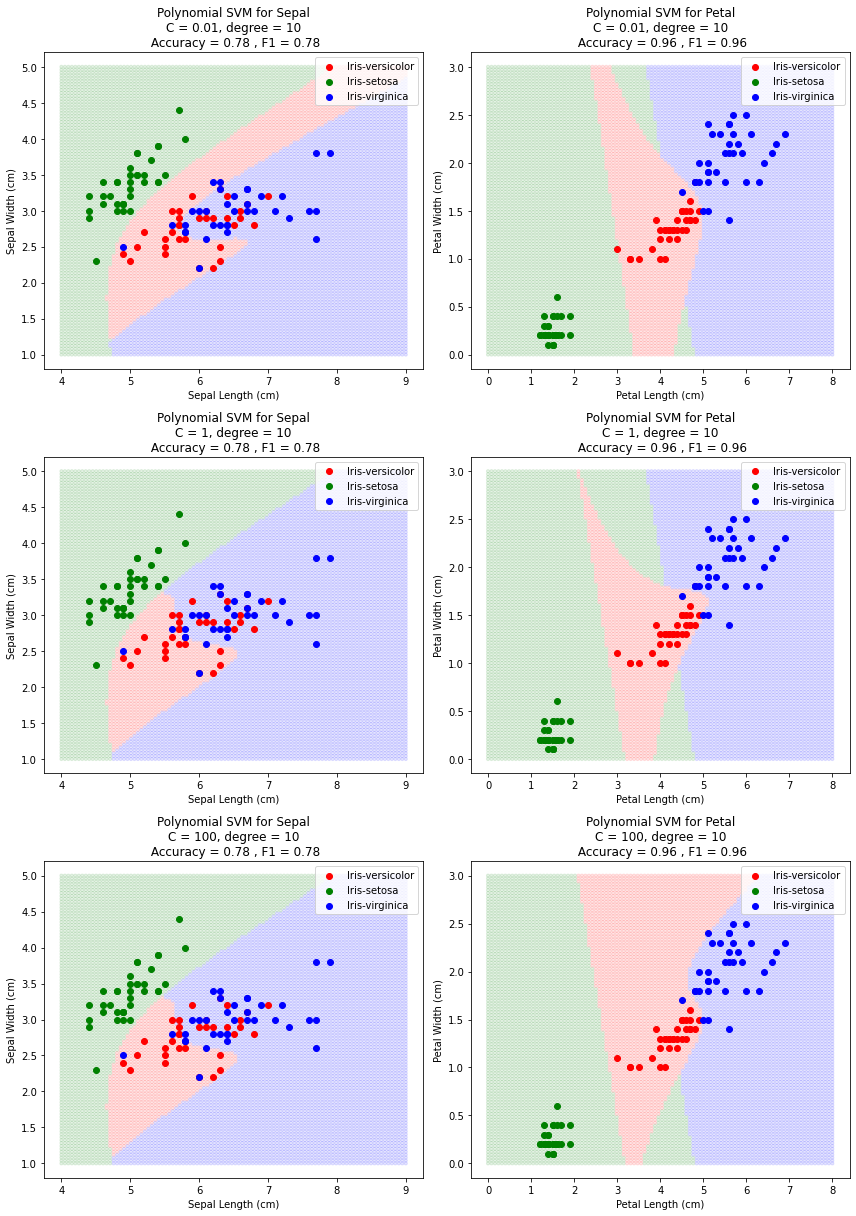 Polynomial SVM for Sepal
C = 0.01, degree = 10
Accuracy = 0.78 , F1 = 0.78
Iris-versicolor
Iris-setosa
Iris-virginica
5.0
4.5
4.0
3.5
3.0
2.5
2.0
1.5
1.0
Sepal Width (cm)
4 5 6 7 8 9
Sepal Length (cm)
Polynomial SVM for Petal
C = 0.01, degree = 10
Accuracy = 0.96 , F1 = 0.96
Iris-versicolor
Iris-setosa
Iris-virginica
3.0
2.5
2.0
1.5
1.0
0.5
0.0
Petal Width (cm)
0 1 2 3 4 5 6 7 8
Petal Length (cm)
Polynomial SVM for Sepal
C = 1, degree = 10
Accuracy = 0.78 , F1 = 0.78
Iris-versicolor
Iris-setosa
Iris-virginica
5.0
4.5
4.0
3.5
3.0
2.5
2.0
1.5
1.0
Sepal Width (cm)
4 5 6 7 8 9
Sepal Length (cm)
Polynomial SVM for Petal
C = 1, degree = 10
Accuracy = 0.96 , F1 = 0.96
Iris-versicolor
Iris-setosa
Iris-virginica
3.0
2.5
2.0
1.5
1.0
0.5
0.0
Petal Width (cm)
0 1 2 3 4 5 6 7 8
Petal Length (cm)
Polynomial SVM for Sepal
C = 100, degree = 10
Accuracy = 0.78 , F1 = 0.78
Iris-versicolor
Iris-setosa
Iris-virginica
5.0
4.5
4.0
3.5
3.0
2.5
2.0
1.5
1.0
Sepal Width (cm)
4 5 6 7 8 9
Sepal Length (cm)
Polynomial SVM for Petal
C = 100, degree = 10
Accuracy = 0.96 , F1 = 0.96
Iris-versicolor
Iris-setosa
Iris-virginica
3.0
2.5
2.0
1.5
1.0
0.5
0.0
Petal Width (cm)
0 1 2 3 4 5 6 7 8
Petal Length (cm)